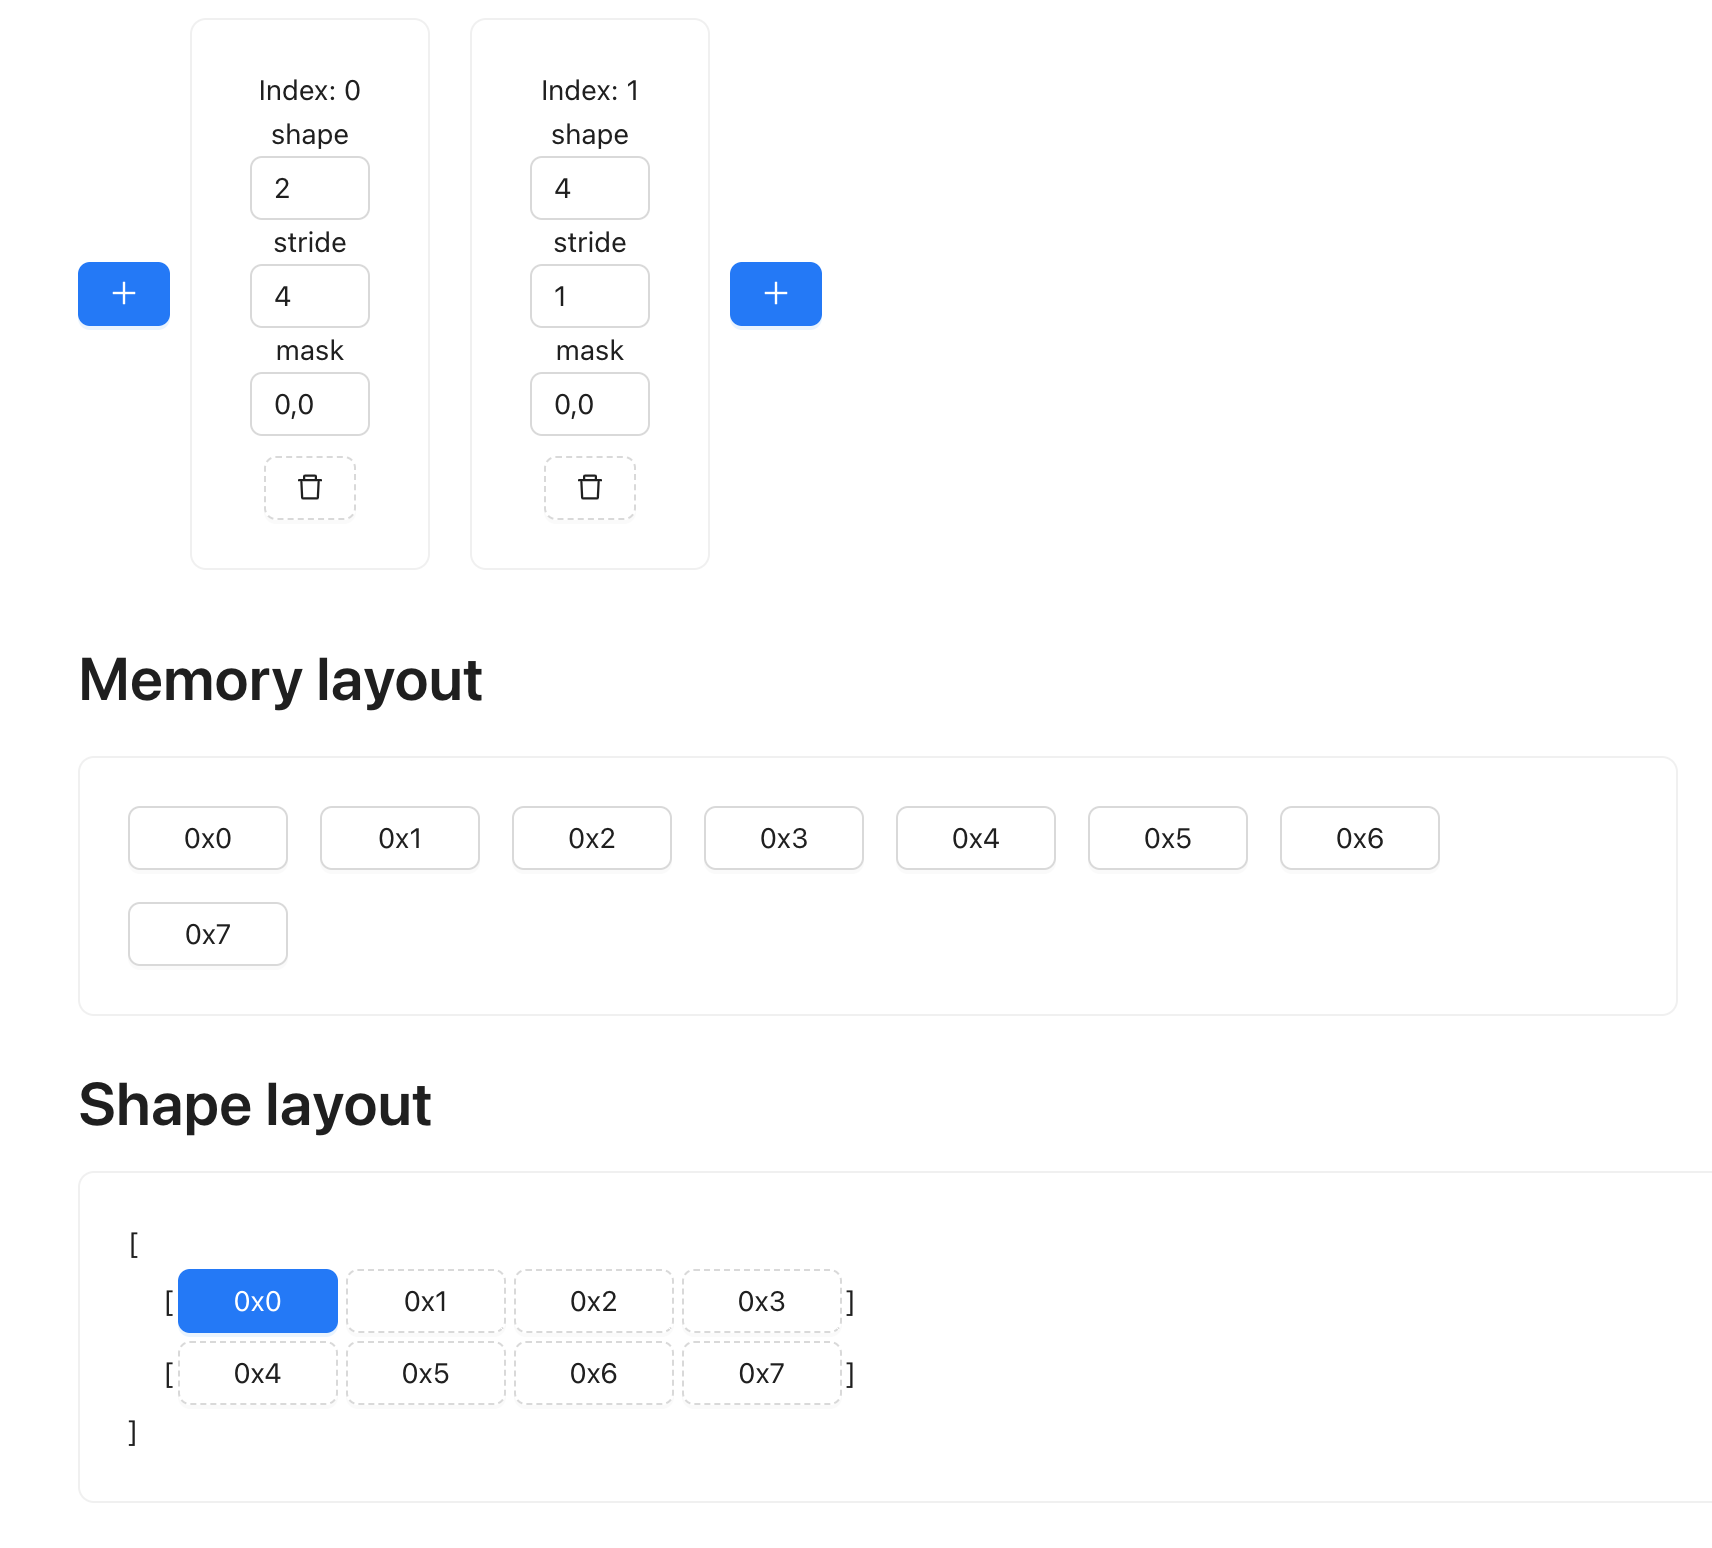 Index: 0 Index: 1
shape shape
2 4
stride stride
+ 4 1 +
mask mask
0,0 0,0
Memory layout
0x0 0x1 0x2 0x3 0x4 0x5 0x6
0x7
Shape layout
[
[ 0x0 0x1 0x2 0x3 ]
[ 0x4 0x5 0x6 0x7 ]
]